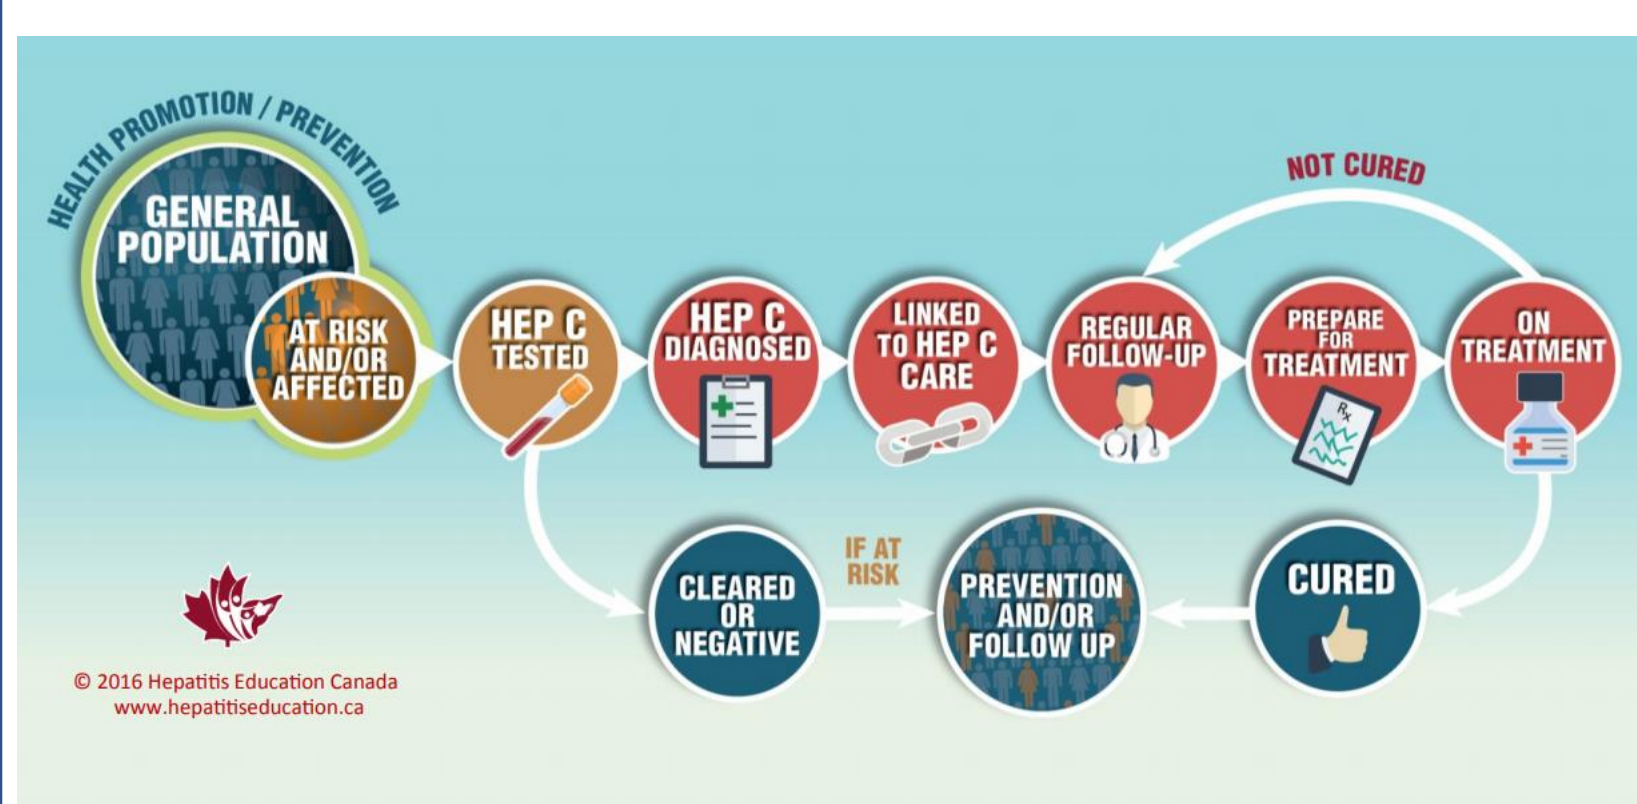 HEALTH PROMOTION / PREVENTION
GENERAL
POPULATION
AT RISK
AND/OR
AFFECTED
HEP C
TESTED
HEP C
DIAGNOSED
LINKED
TO HEP C
CARE
REGULAR
FOLLOW-UP
PREPARE
FOR
TREATMENT
Rx
ON
TREATMENT
NOT CURED
CLEARED
OR
NEGATIVE
IF AT
RISK
PREVENTION
AND/OR
FOLLOW UP
CURED
© 2016 Hepatitis Education Canada
www.hepatitiseducation.ca